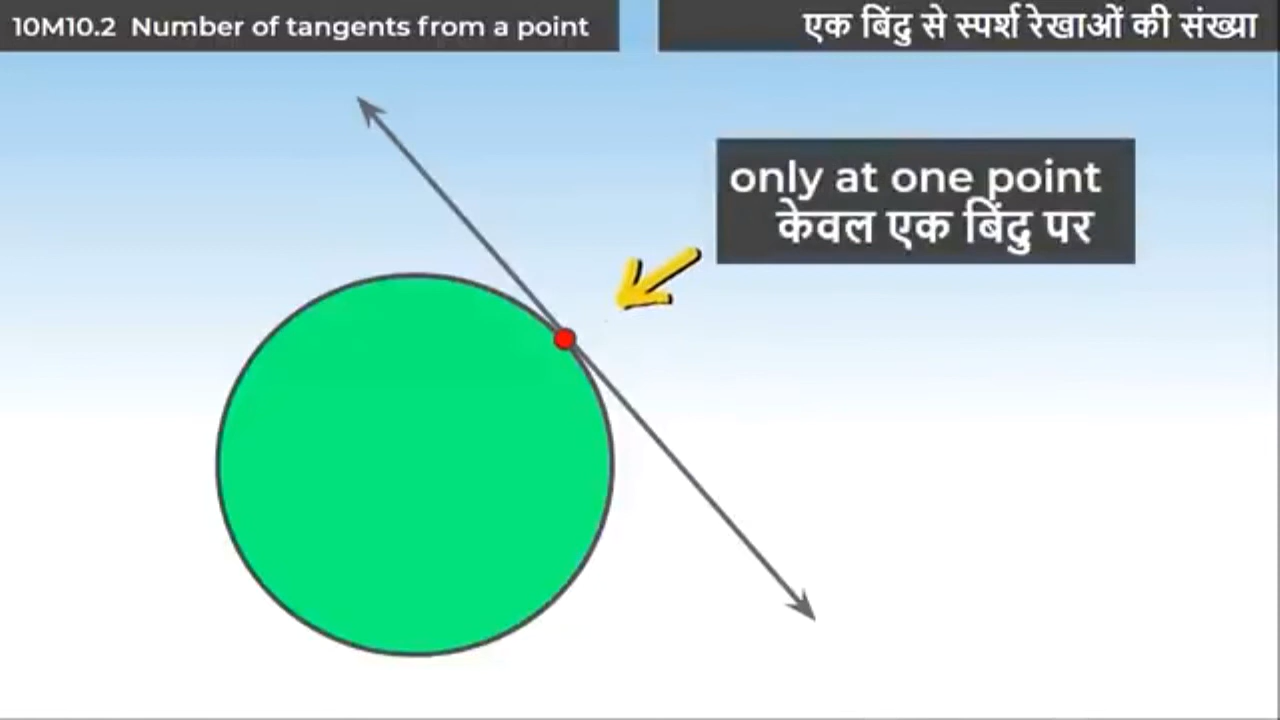 10M10.2 Number of tangents from a point
एक बिंदु से स्पर्श रेखाओं की संख्या
only at one point
केवल एक बिंदु पर